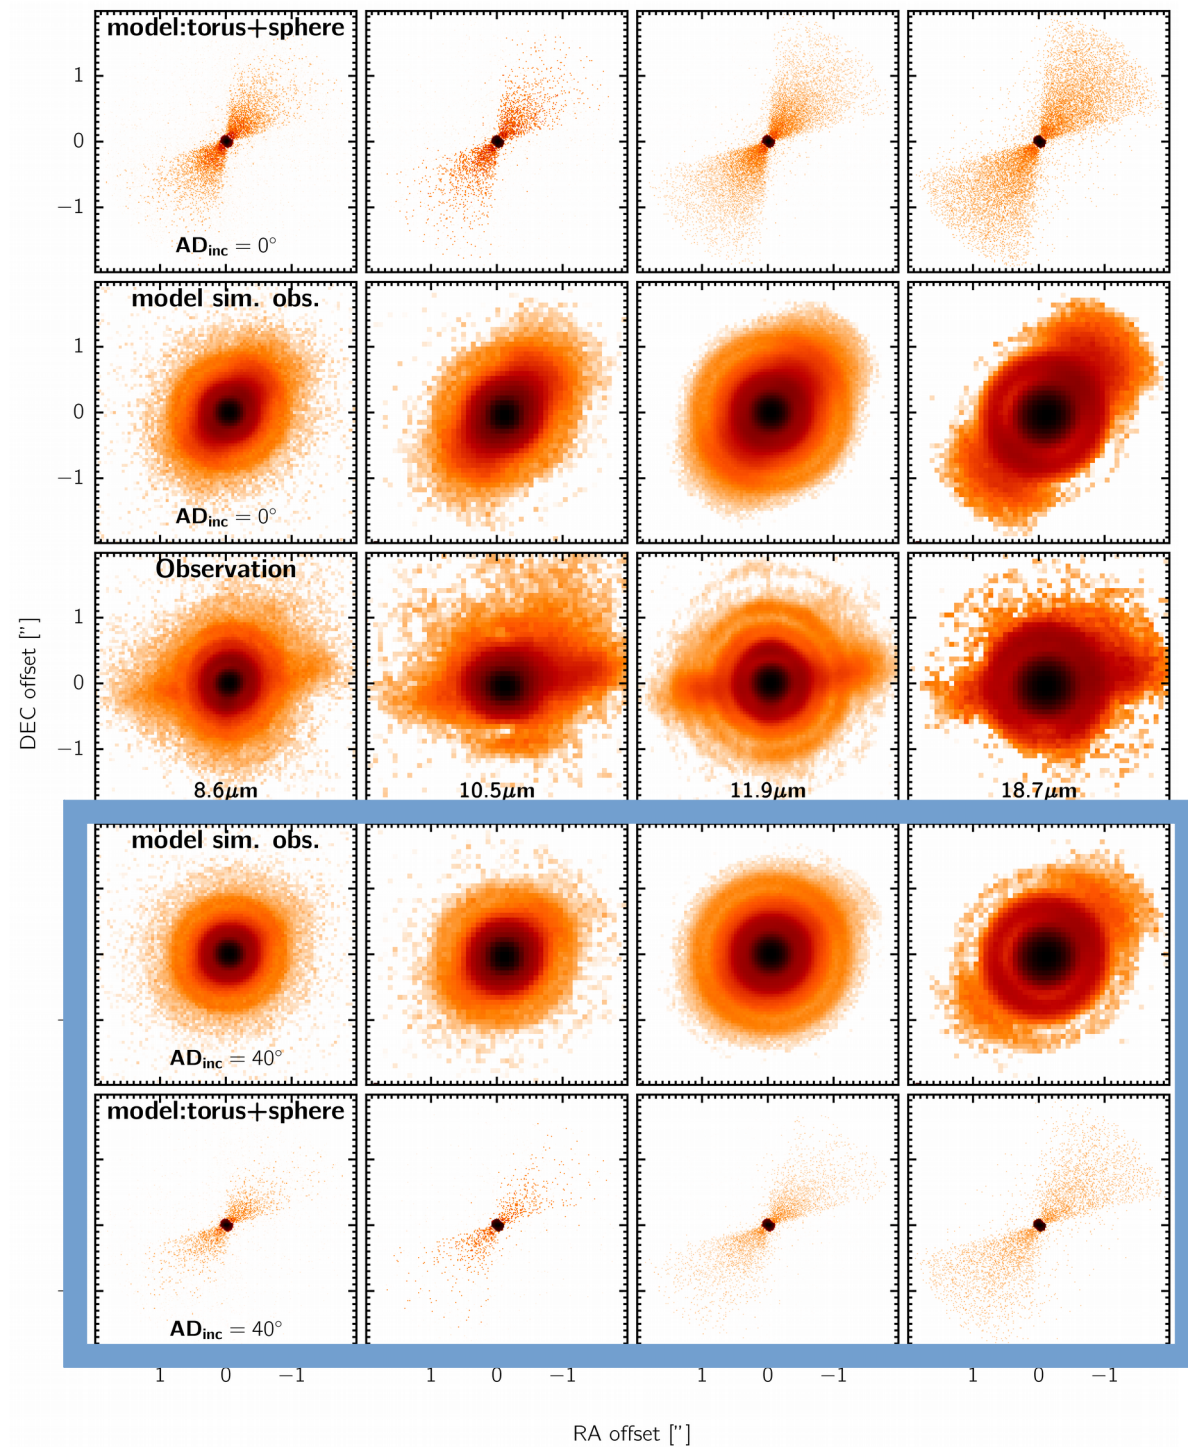 model:torus+sphere
1
0
−1
AD_inc = 0°
model sim. obs.
1
0
−1
AD_inc = 0°
Observation
1
0
−1
8.6μm 10.5μm 11.9μm 18.7μm
DEC offset ["]
model sim. obs.
AD_inc = 40°
model:torus+sphere
AD_inc = 40°
1 0 −1 1 0 −1 1 0 −1 1 0 −1
RA offset ["]